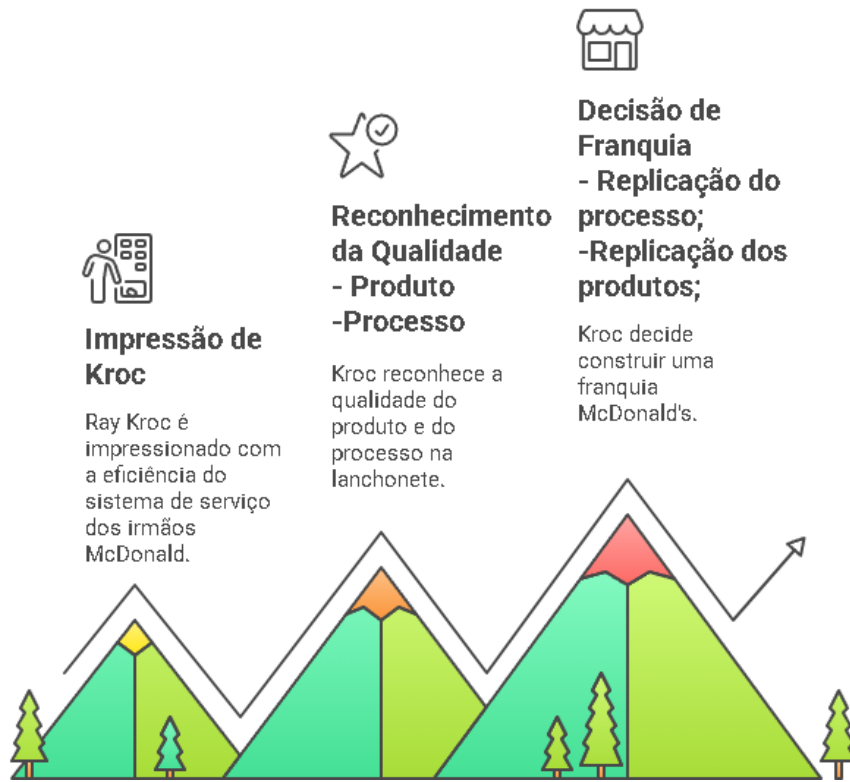 Impressão de
Kroc
Ray Kroc é
impressionado com
a eficiência do
sistema de serviço
dos irmãos
McDonald.
Reconhecimento
da Qualidade
- Produto
-Processo
Kroc reconhece a
qualidade do
produto e do
processo na
lanchonete.
Decisão de
Franquia
- Replicação do
processo;
-Replicação dos
produtos;
Kroc decide
construir uma
franquia
McDonald's.